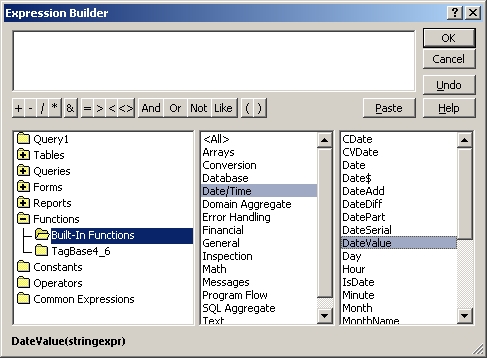 Expression Builder
OK
Cancel
Undo
+ - / * & = > < <> And Or Not Like ( ) Paste Help
Query1
Tables
Queries
Forms
Reports
Functions
Built-In Functions
TagBase4_6
Constants
Operators
Common Expressions
<All>
Arrays
Conversion
Database
Date/Time
Domain Aggregate
Error Handling
Financial
General
Inspection
Math
Messages
Program Flow
SQL Aggregate
Text
CDate
CVDate
Date
Date$
DateAdd
DateDiff
DatePart
DateSerial
DateValue
Day
Hour
IsDate
Minute
Month
MonthName
DateValue(stringexpr)